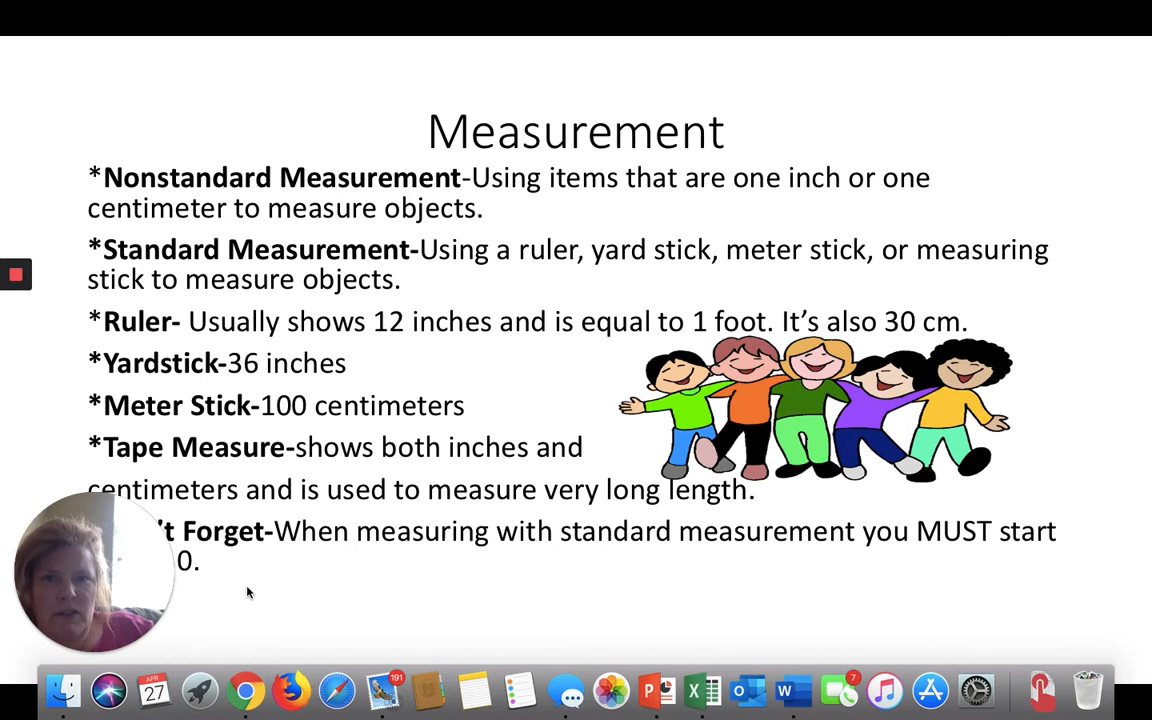 Measurement
*Nonstandard Measurement-Using items that are one inch or one
centimeter to measure objects.
*Standard Measurement-Using a ruler, yard stick, meter stick, or measuring
stick to measure objects.
*Ruler- Usually shows 12 inches and is equal to 1 foot. It’s also 30 cm.
*Yardstick-36 inches
*Meter Stick-100 centimeters
*Tape Measure-shows both inches and
centimeters and is used to measure very long length.
’t Forget-When measuring with standard measurement you MUST start
0.
APR
27
191
7